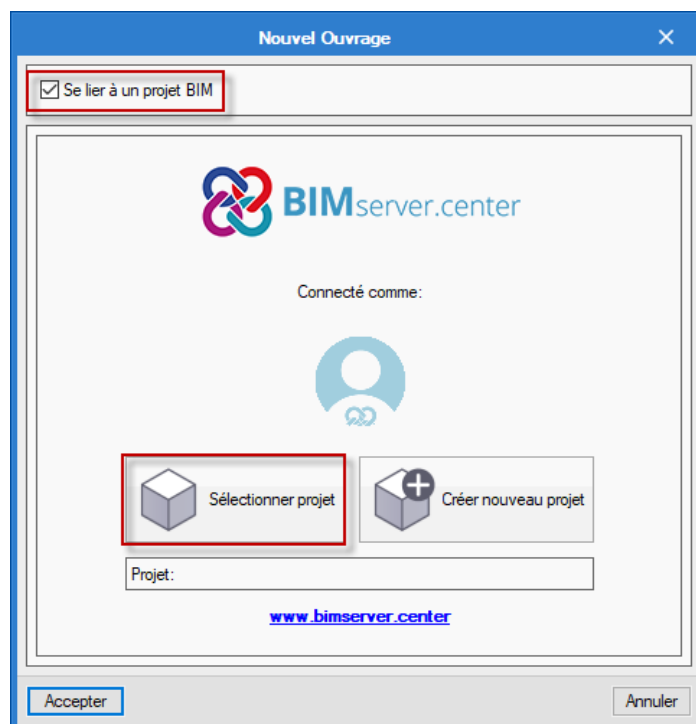 Nouvel Ouvrage
Se lier à un projet BIM
BIMserver.center
Connecté comme:
Sélectionner projet
Créer nouveau projet
Projet:
www.bimserver.center
Accepter
Annuler